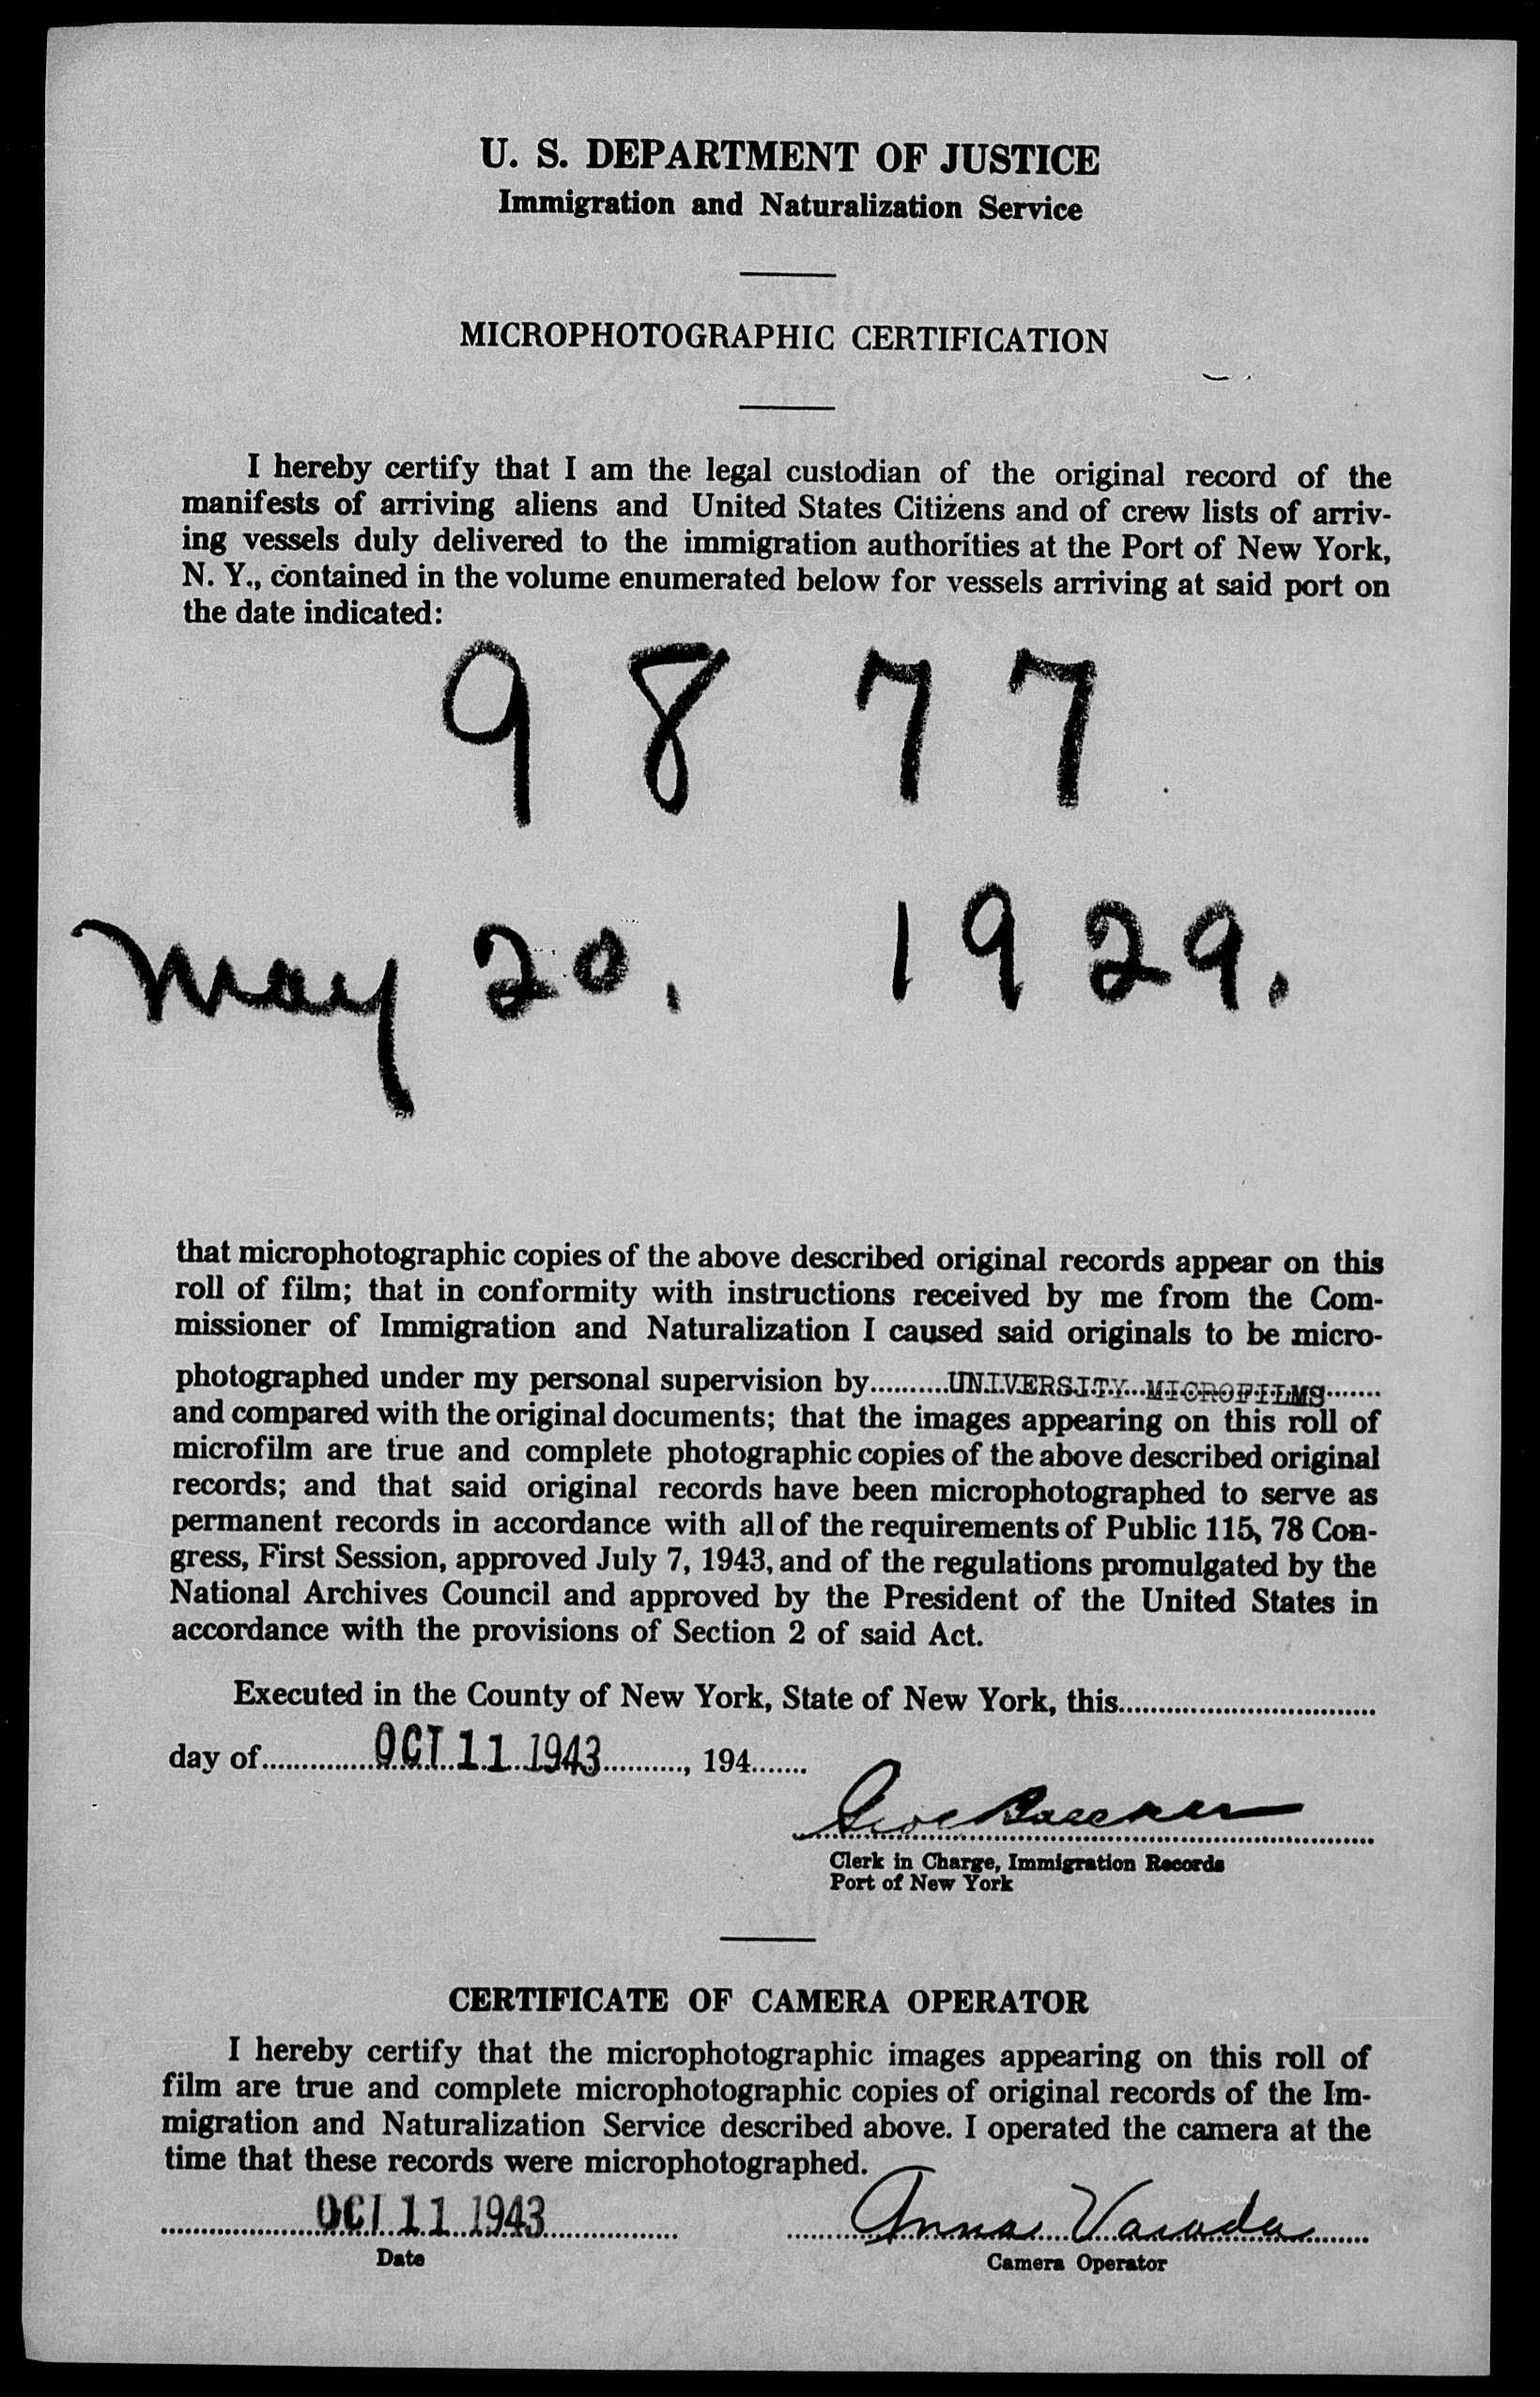 U. S. DEPARTMENT OF JUSTICE
Immigration and Naturalization Service
MICROPHOTOGRAPHIC CERTIFICATION
I hereby certify that I am the legal custodian of the original record of the
manifests of arriving aliens and United States Citizens and of crew lists of arriv-
ing vessels duly delivered to the immigration authorities at the Port of New York,
N. Y., contained in the volume enumerated below for vessels arriving at said port on
the date indicated:
9877
May 20, 1929.
that microphotographic copies of the above described original records appear on this
roll of film; that in conformity with instructions received by me from the Com-
missioner of Immigration and Naturalization I caused said originals to be micro-
photographed under my personal supervision by..........UNIVERSITY MICROFILMS.......
and compared with the original documents; that the images appearing on this roll of
microfilm are true and complete photographic copies of the above described original
records; and that said original records have been microphotographed to serve as
permanent records in accordance with all of the requirements of Public 115, 78 Con-
gress, First Session, approved July 7, 1943, and of the regulations promulgated by the
National Archives Council and approved by the President of the United States in
accordance with the provisions of Section 2 of said Act.
Executed in the County of New York, State of New York, this................................
day of..............OCT 11 1943..........., 194.......
Clerk in Charge, Immigration Records
Port of New York
CERTIFICATE OF CAMERA OPERATOR
I hereby certify that the microphotographic images appearing on this roll of
film are true and complete microphotographic copies of original records of the Im-
migration and Naturalization Service described above. I operated the camera at the
time that these records were microphotographed.
OCT 11 1943 Anna
Date
Camera Operator